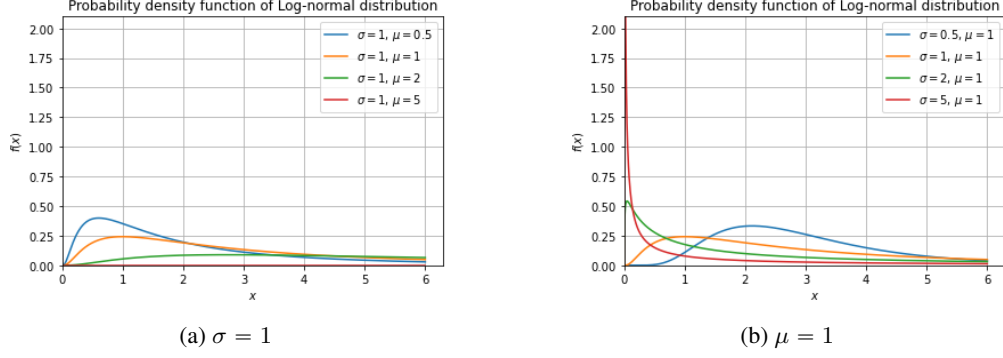 Probability density function of Log-normal distribution
2.00
1.75
1.50
1.25
1.00
0.75
0.50
0.25
0.00
f(x)
σ = 1, μ = 0.5
σ = 1, μ = 1
σ = 1, μ = 2
σ = 1, μ = 5
0 1 2 3 4 5 6
x
(a) σ = 1
Probability density function of Log-normal distribution
2.00
1.75
1.50
1.25
1.00
0.75
0.50
0.25
0.00
f(x)
σ = 0.5, μ = 1
σ = 1, μ = 1
σ = 2, μ = 1
σ = 5, μ = 1
0 1 2 3 4 5 6
x
(b) μ = 1